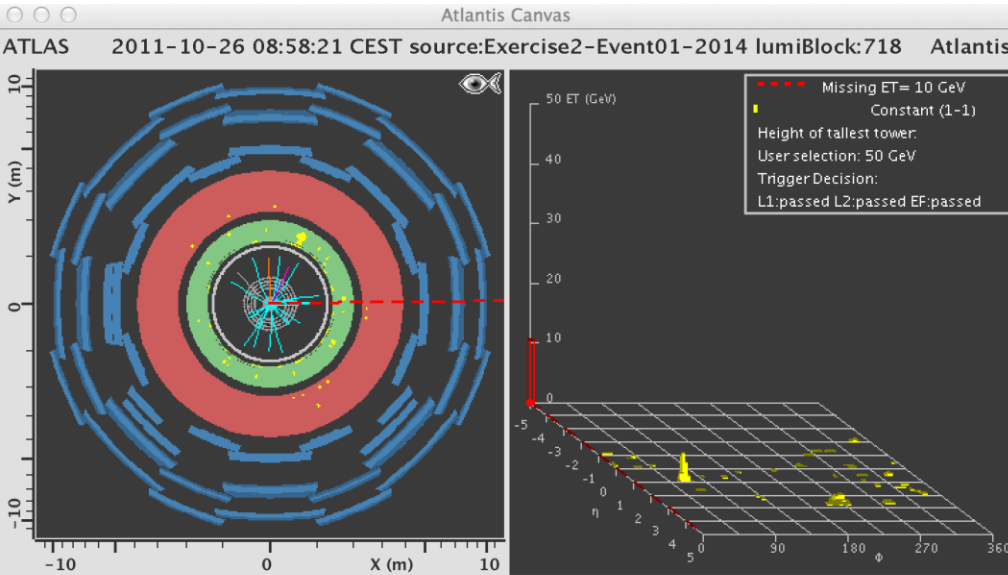 Atlantis Canvas
ATLAS 2011-10-26 08:58:21 CEST source:Exercise2-Event01-2014 lumiBlock:718 Atlantis
10
Y (m)
0
-10
-10 0 X (m) 10
50 ET (GeV)
40
30
20
10
0
Missing ET= 10 GeV
Constant (1-1)
Height of tallest tower:
User selection: 50 GeV
Trigger Decision:
L1:passed L2:passed EF:passed
-5
-4
-3
-2
-1
0
η
1
2
3
4
5
0 90 180 Φ 270 360